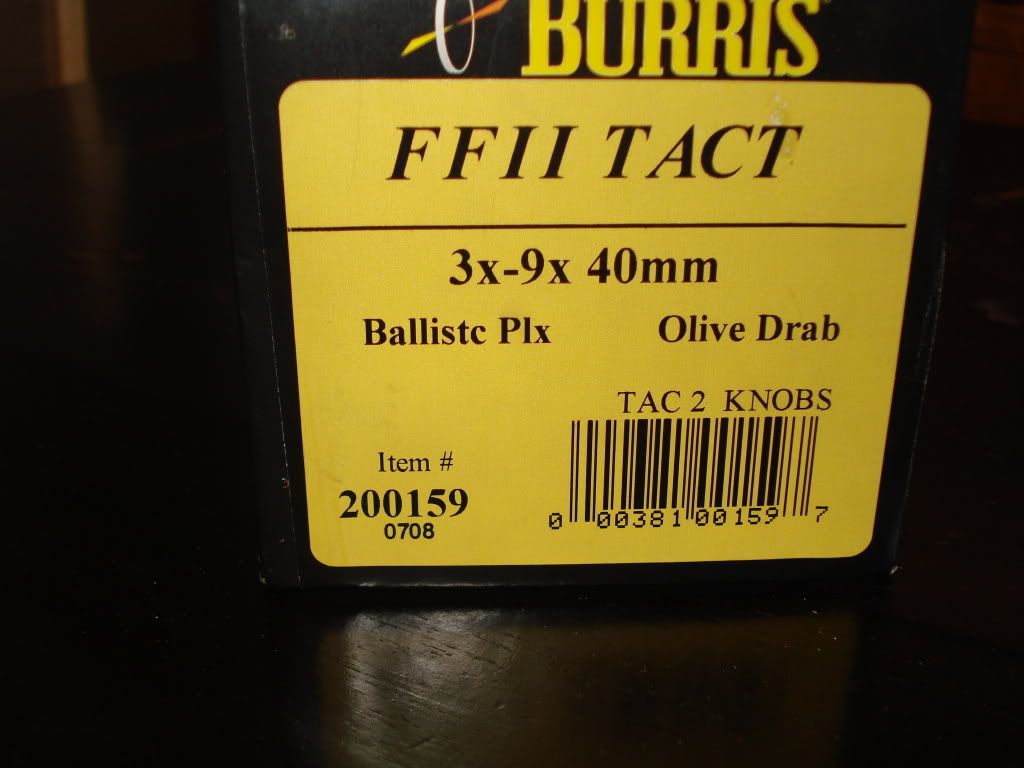 BURRIS
FFII TACT
3x-9x 40mm
Ballistc Plx Olive Drab
TAC 2 KNOBS
Item #
200159
0708
0 00381 00159 7